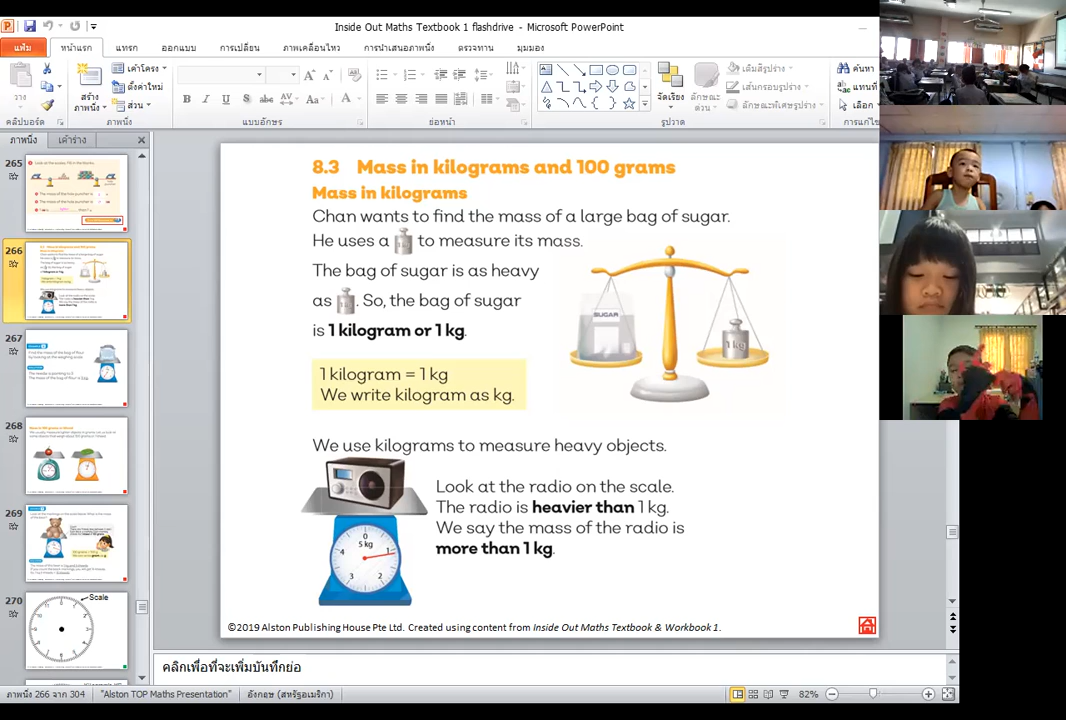 Inside Out Maths Textbook 1 flashdrive - Microsoft PowerPoint
แฟ้ม หน้าแรก แทรก ออกแบบ การเปลี่ยน ภาพเคลื่อนไหว การนำเสนอภาพนิ่ง ตรวจทาน มุมมอง
วาง
สร้าง
ภาพนิ่ง
เค้าโครง
ตั้งค่าใหม่
ส่วน
จัดเรียง
ลักษณะ
ด่วน
เติมสีรูปร่าง
เส้นกรอบรูปร่าง
ลักษณะพิเศษรูปร่าง
ค้นหา
แทนที่
เลือก
คลิปบอร์ด ภาพนิ่ง แบบอักษร ย่อหน้า รูปวาด การแก้ไข
ภาพนิ่ง เค้าร่าง
265
266
267
268
269
270
Scale
8.3 Mass in kilograms and 100 grams
Mass in kilograms
Chan wants to find the mass of a large bag of sugar.
He uses a to measure its mass.
The bag of sugar is as heavy
as . So, the bag of sugar
is 1 kilogram or 1 kg.
SUGAR
1 kg
1 kilogram = 1 kg
We write kilogram as kg.
We use kilograms to measure heavy objects.
0
5 kg
4 1
3 2
Look at the radio on the scale.
The radio is heavier than 1 kg.
We say the mass of the radio is
more than 1 kg.
©2019 Alston Publishing House Pte Ltd. Created using content from Inside Out Maths Textbook & Workbook 1.
คลิกเพื่อที่จะเพิ่มบันทึกย่อ
ภาพนิ่ง 266 จาก 304 "Alston TOP Maths Presentation" อังกฤษ (สหรัฐอเมริกา) 82%